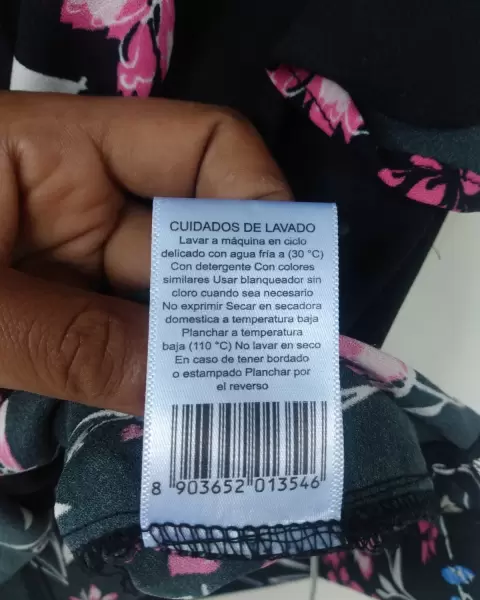 CUIDADOS DE LAVADO
Lavar a máquina en ciclo
delicado con agua fría a (30 °C)
Con detergente Con colores
similares Usar blanqueador sin
cloro cuando sea necesario
No exprimir Secar en secadora
domestica a temperatura baja
Planchar a temperatura
baja (110 °C) No lavar en seco
En caso de tener bordado
o estampado Planchar por
el reverso
8 903652 013546